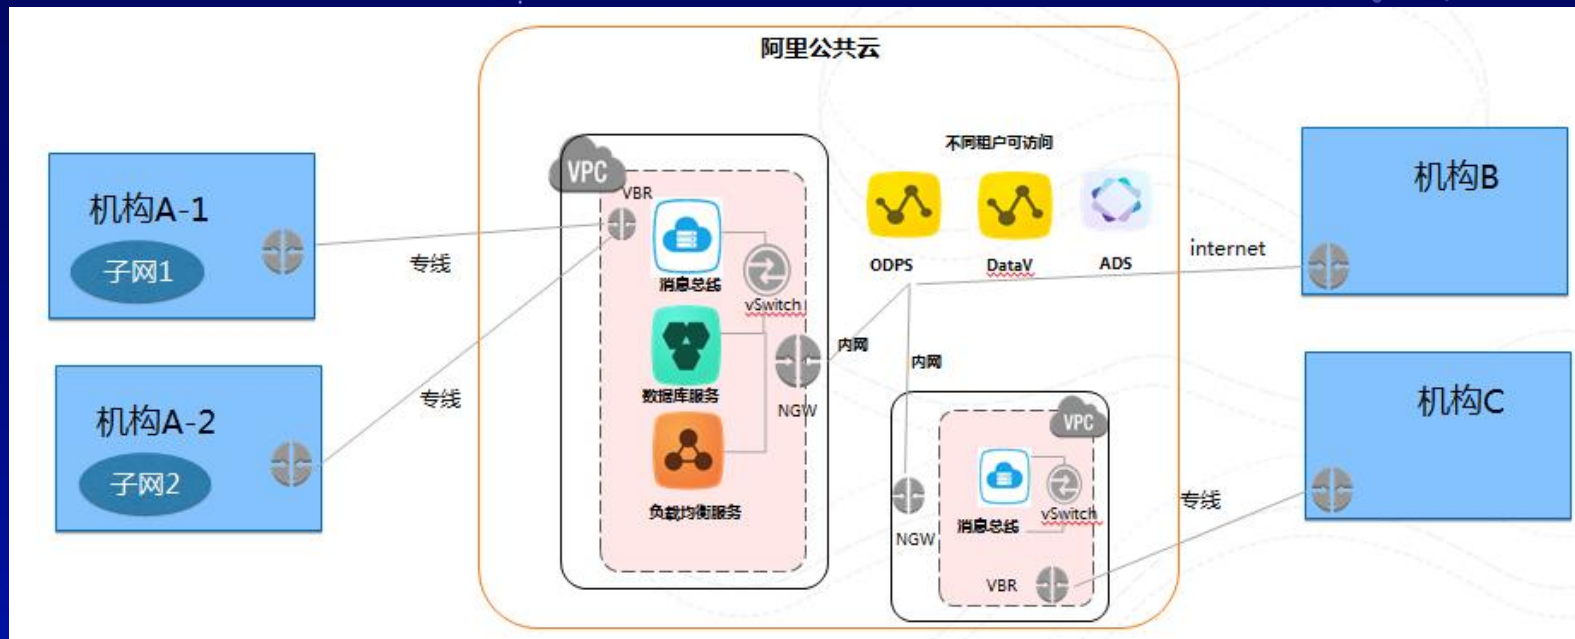 阿里公共云
机构A-1
子网1
专线
机构A-2
子网2
专线
VPC
VBR
消息总线
vSwitch
数据库服务
NGW
负载均衡服务
不同租户可访问
ODPS
DataV
ADS
内网
内网
internet
机构B
VPC
消息总线
vSwitch
NGW
VBR
专线
机构C